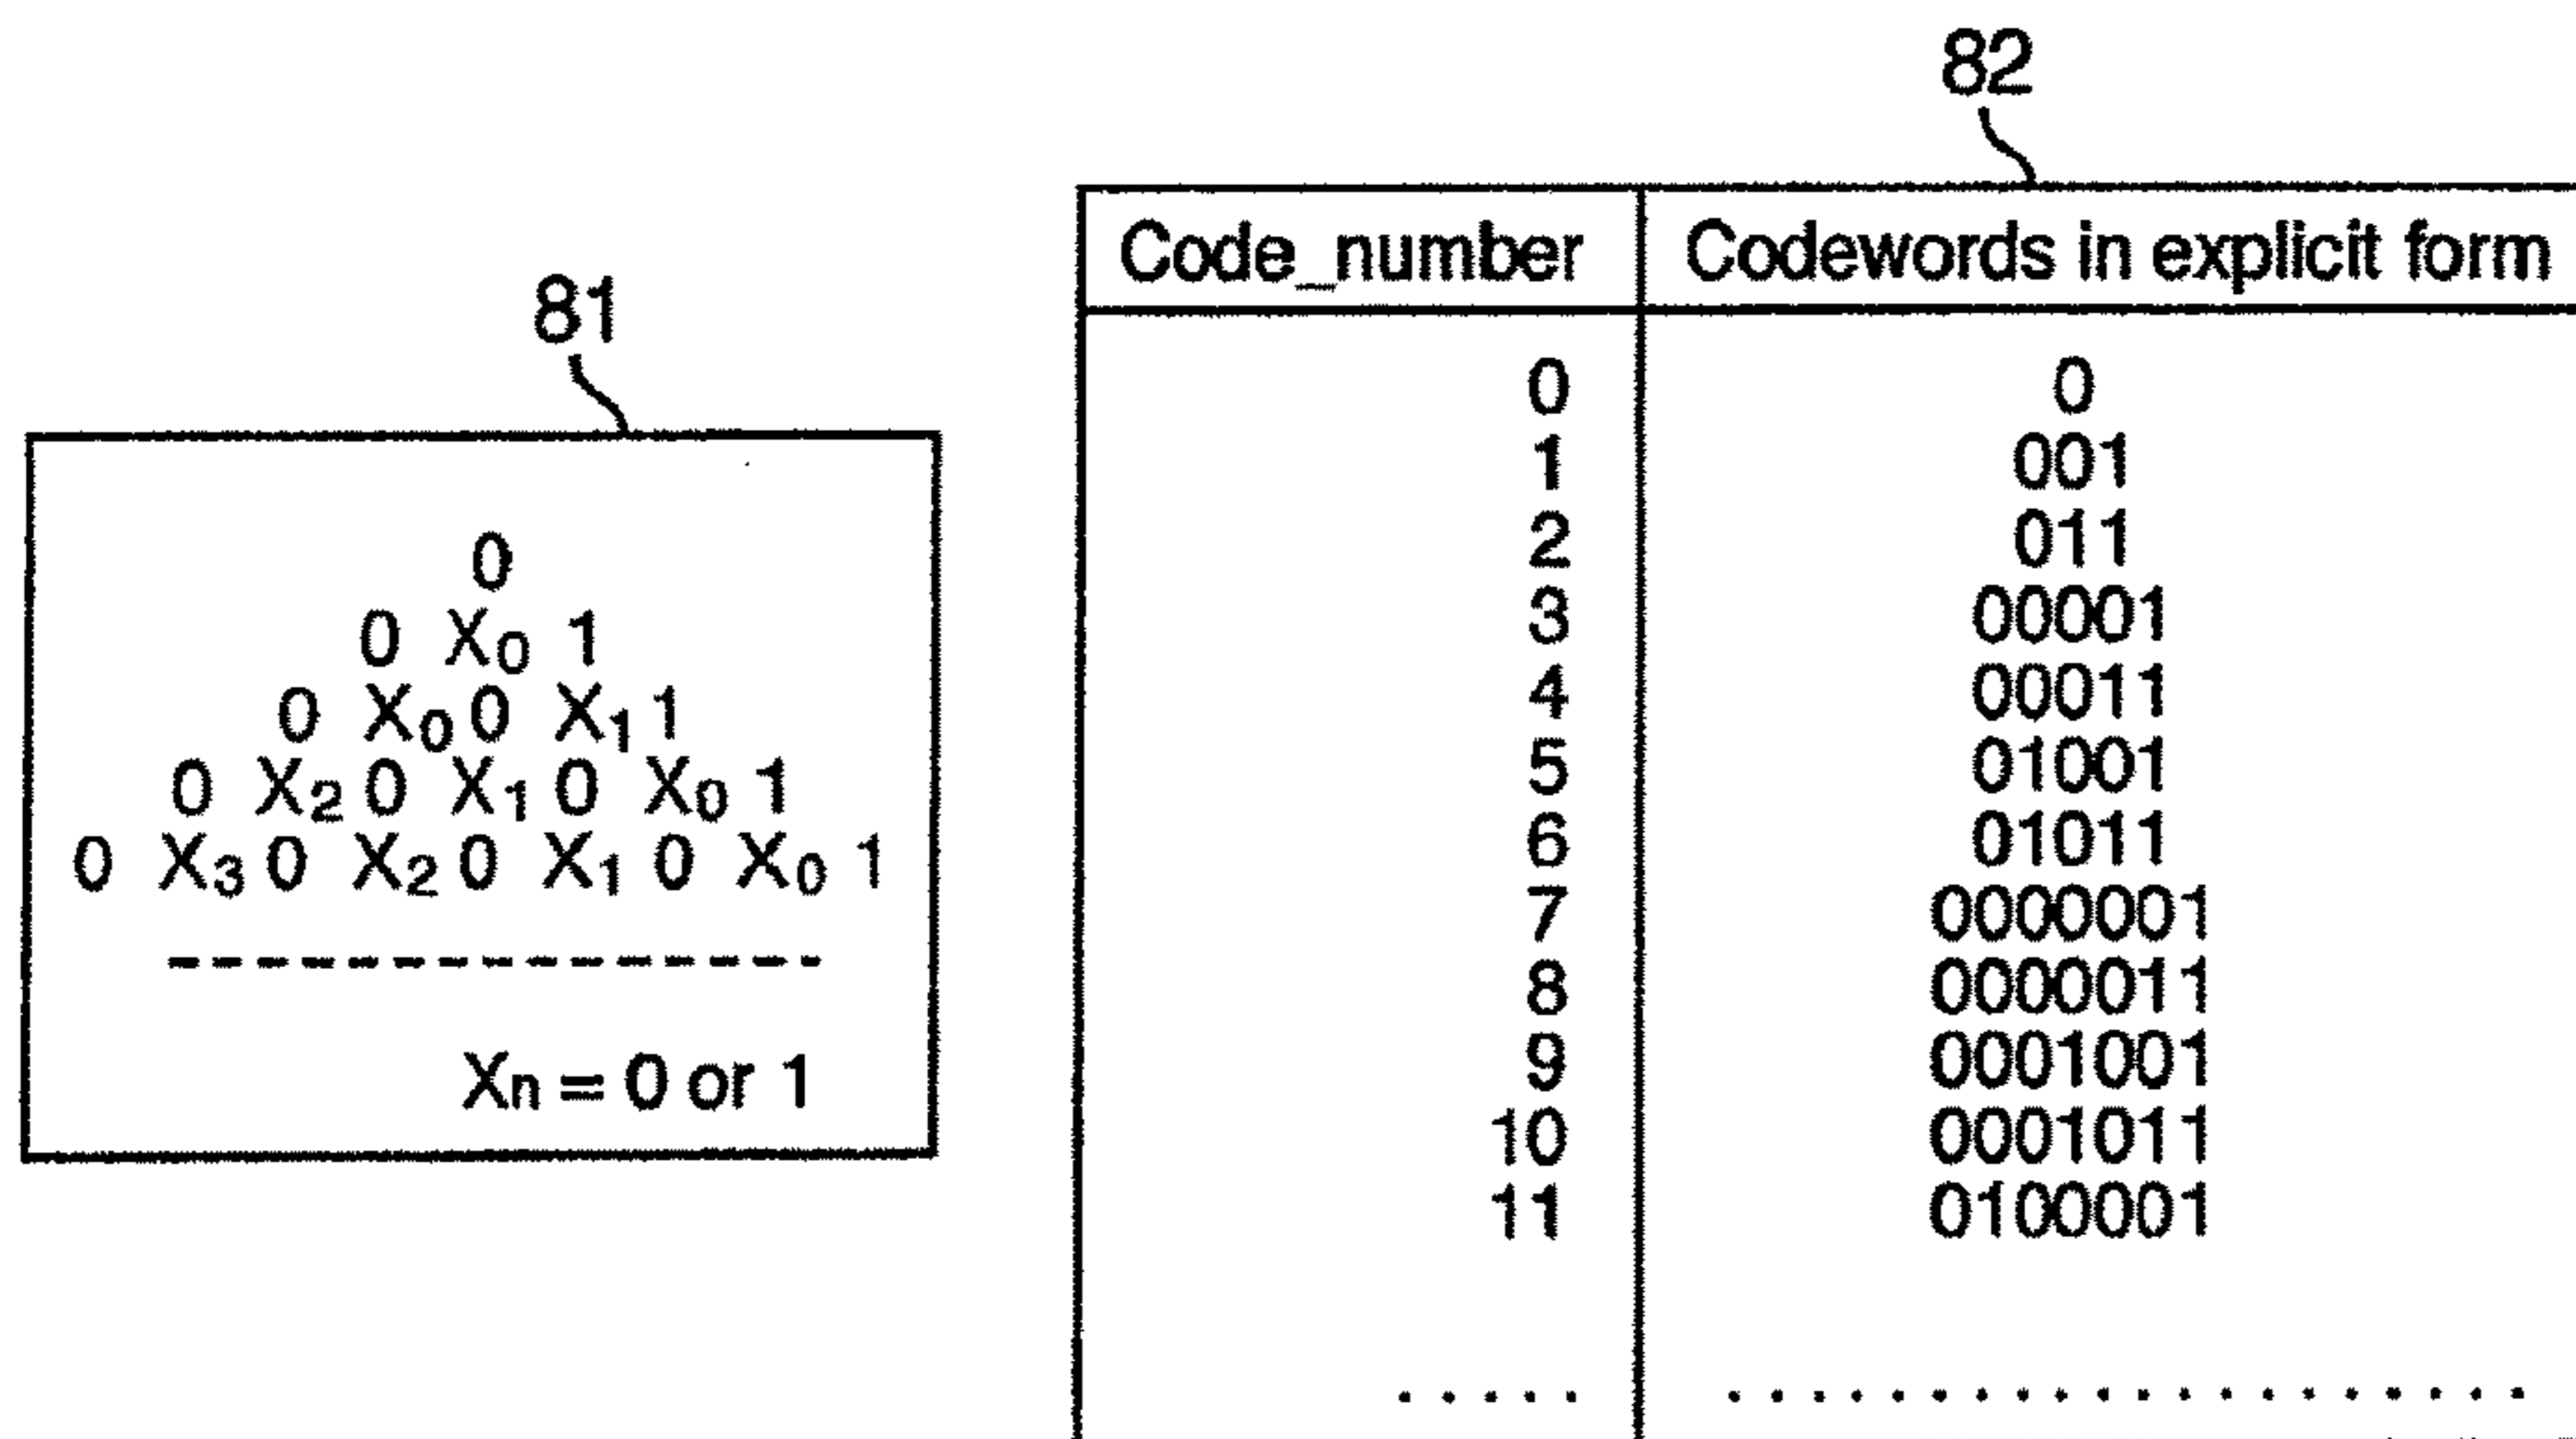 81
0
0 X0 1
0 X0 0 X1 1
0 X2 0 X1 0 X0 1
0 X3 0 X2 0 X1 0 X0 1
Xn = 0 or 1
82
Code_number Codewords in explicit form
0 0
1 001
2 011
3 00001
4 00011
5 01001
6 01011
7 0000001
8 0000011
9 0001001
10 0001011
11 0100001
. . . . . . . . . . . . . . . . . . . . . . . . .